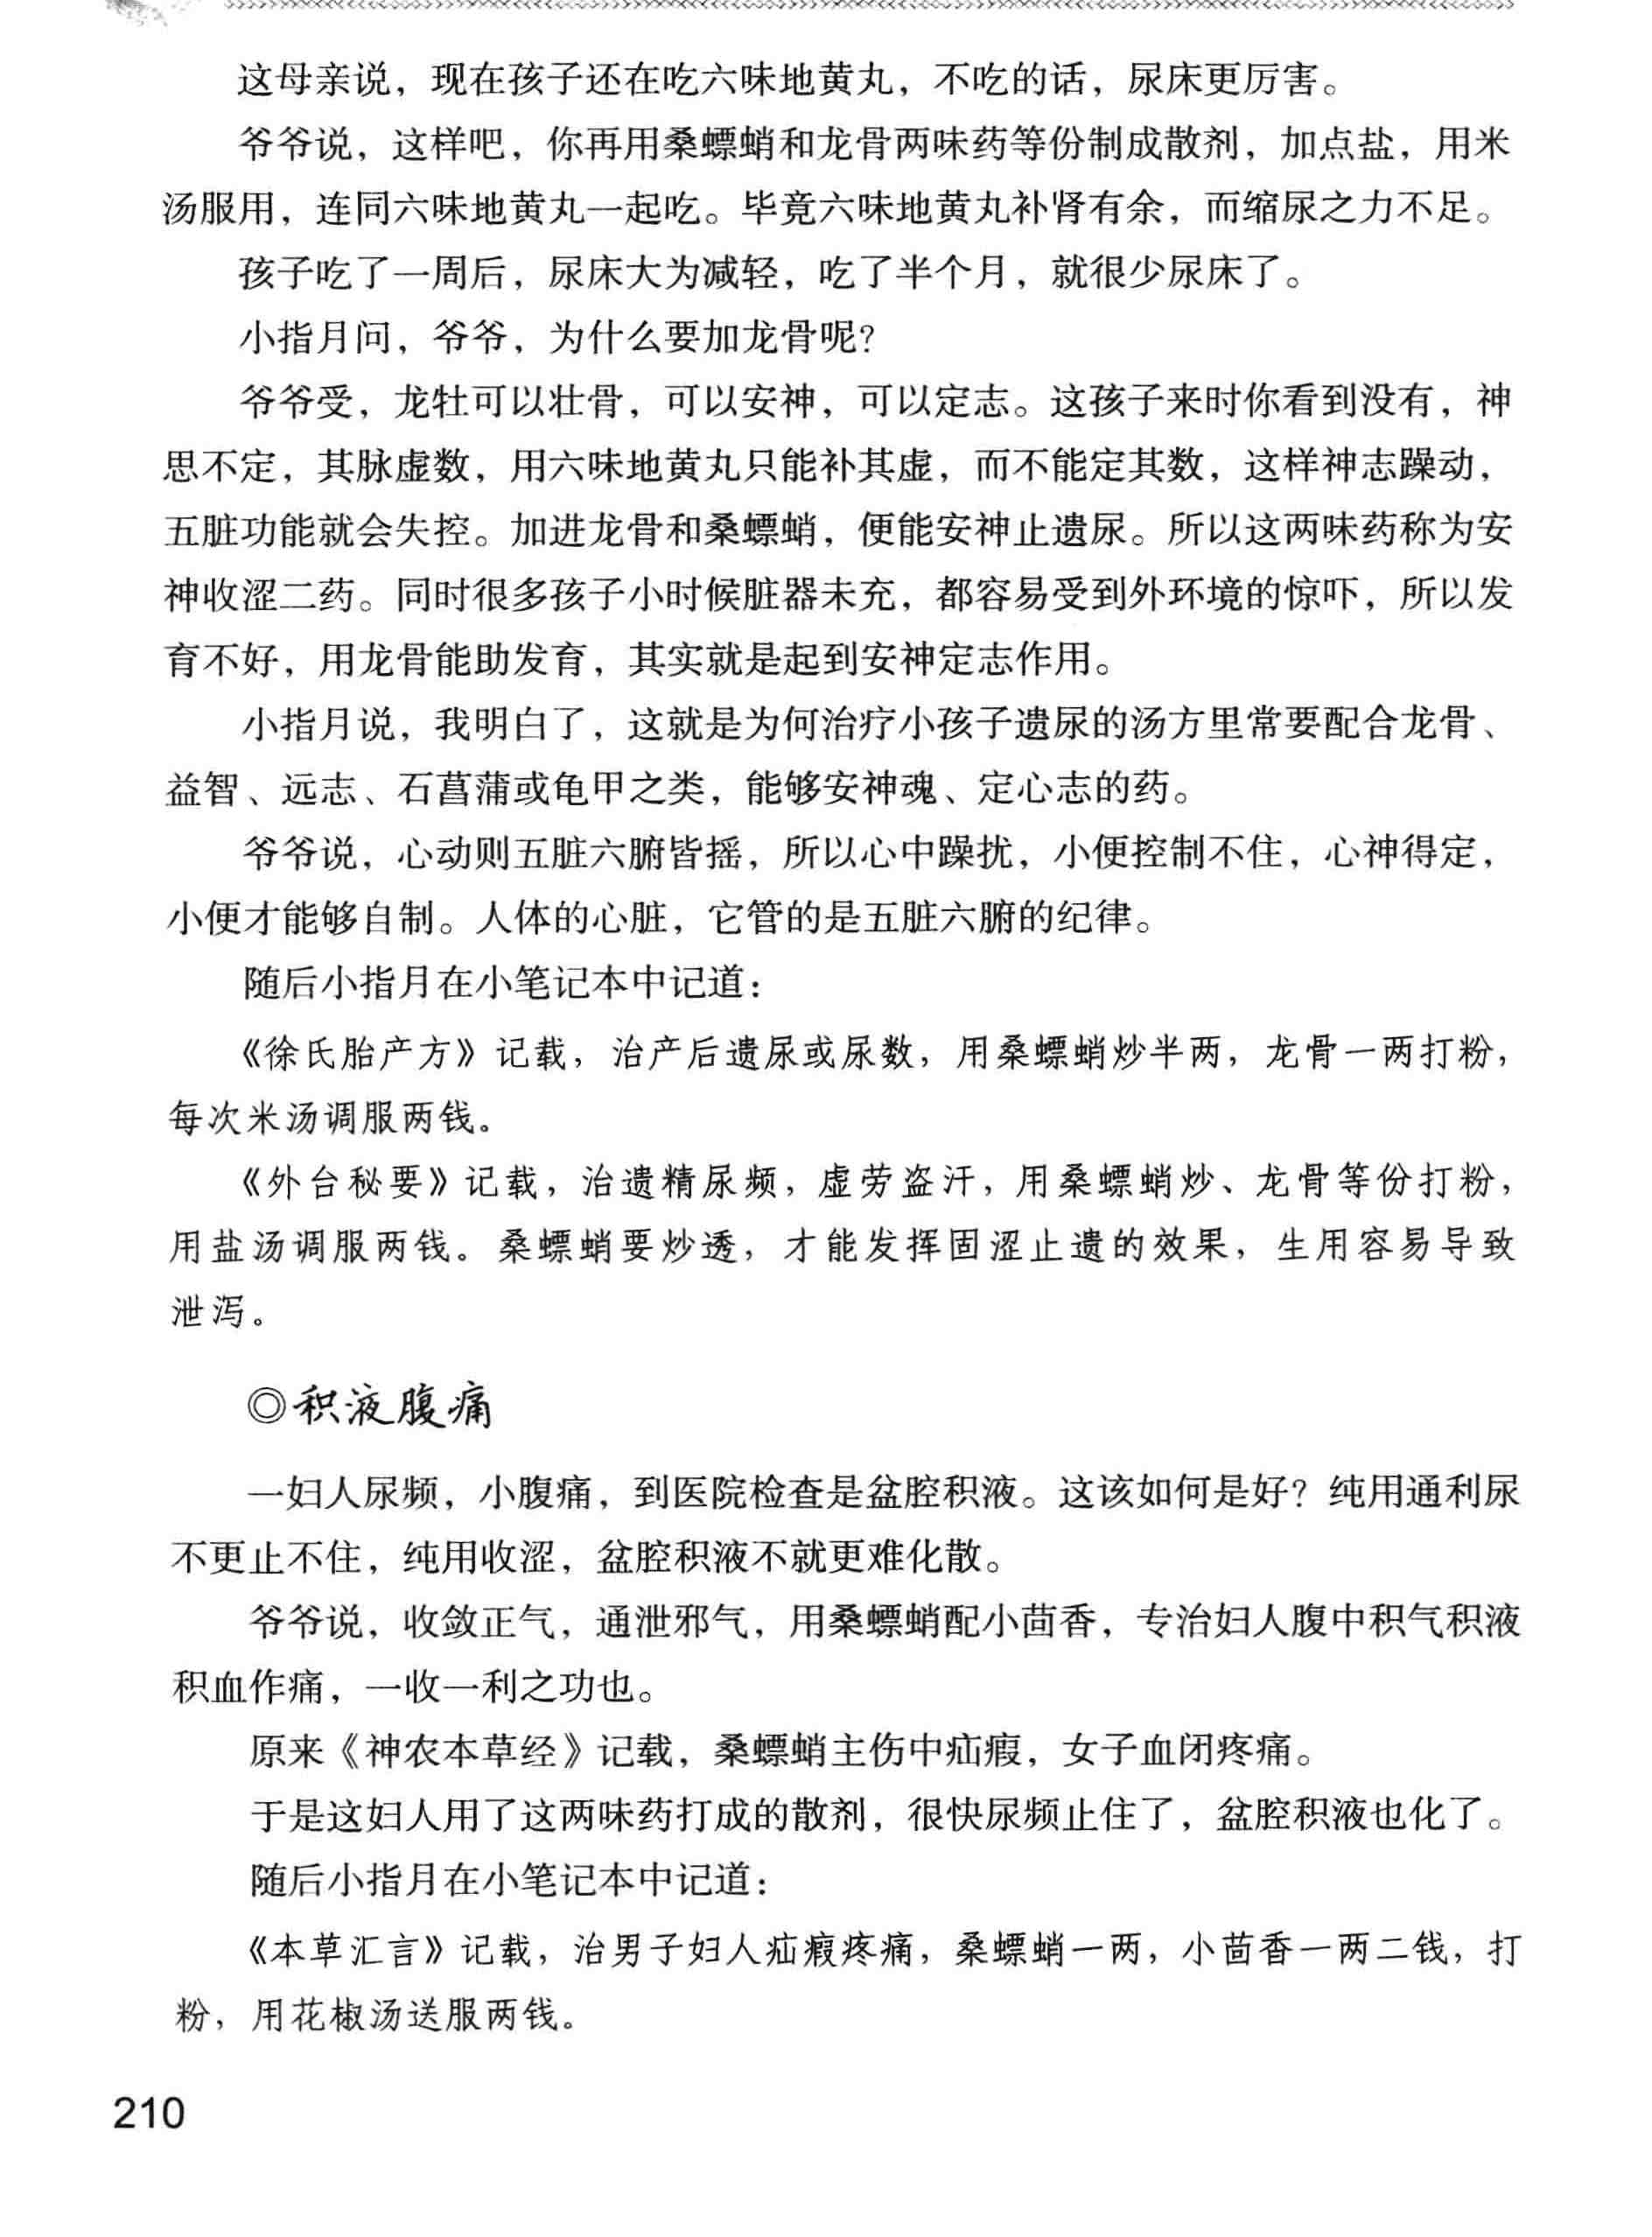 这母亲说，现在孩子还在吃六味地黄丸，不吃的话，尿床更厉害。
爷爷说，这样吧，你再用桑螵蛸和龙骨两味药等份制成散剂，加点盐，用米
汤服用，连同六味地黄丸一起吃。毕竟六味地黄丸补肾有余，而缩尿之力不足。
孩子吃了一周后，尿床大为减轻，吃了半个月，就很少尿床了。
小指月问，爷爷，为什么要加龙骨呢？
爷爷受，龙牡可以壮骨，可以安神，可以定志。这孩子来时你看到没有，神
思不定，其脉虚数，用六味地黄丸只能补其虚，而不能定其数，这样神志躁动，
五脏功能就会失控。加进龙骨和桑螵蛸，便能安神止遗尿。所以这两味药称为安
神收涩二药。同时很多孩子小时候脏器未充，都容易受到外环境的惊吓，所以发
育不好，用龙骨能助发育，其实就是起到安神定志作用。
小指月说，我明白了，这就是为何治疗小孩子遗尿的汤方里常要配合龙骨、
益智、远志、石菖蒲或龟甲之类，能够安神魂、定心志的药。
爷爷说，心动则五脏六腑皆摇，所以心中躁扰，小便控制不住，心神得定，
小便才能够自制。人体的心脏，它管的是五脏六腑的纪律。
随后小指月在小笔记本中记道：
《徐氏胎产方》记载，治产后遗尿或尿数，用桑螵蛸炒半两，龙骨一两打粉，
每次米汤调服两钱。
《外台秘要》记载，治遗精尿频，虚劳盗汗，用桑螵蛸炒、龙骨等份打粉，
用盐汤调服两钱。桑螵蛸要炒透，才能发挥固涩止遗的效果，生用容易导致
泄泻。
◎积液腹痛
一妇人尿频，小腹痛，到医院检查是盆腔积液。这该如何是好？纯用通利尿
不更止不住，纯用收涩，盆腔积液不就更难化散。
爷爷说，收敛正气，通泄邪气，用桑螵蛸配小茴香，专治妇人腹中积气积液
积血作痛，一收一利之功也。
原来《神农本草经》记载，桑螵蛸主伤中疝瘕，女子血闭疼痛。
于是这妇人用了这两味药打成的散剂，很快尿频止住了，盆腔积液也化了。
随后小指月在小笔记本中记道：
《本草汇言》记载，治男子妇人疝瘕疼痛，桑螵蛸一两，小茴香一两二钱，打
粉，用花椒汤送服两钱。
210